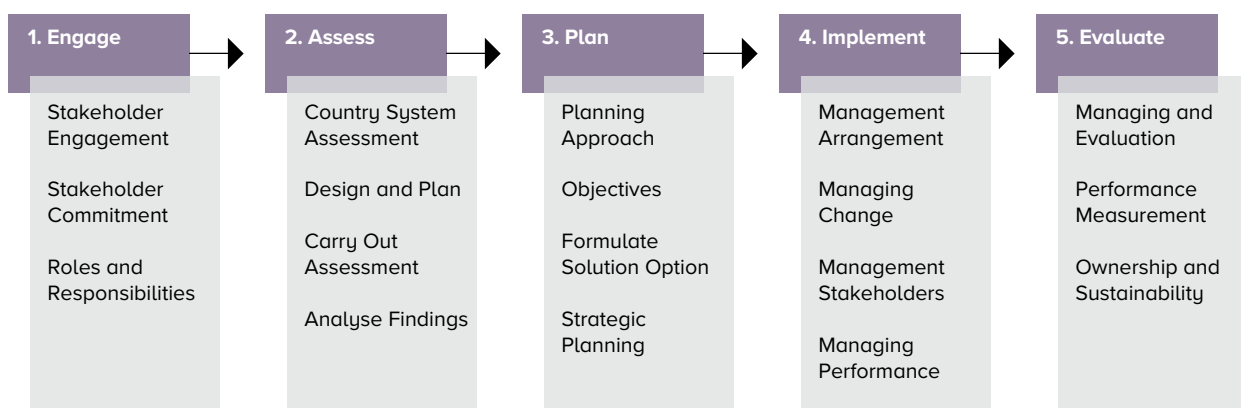 1. Engage
Stakeholder
Engagement
Stakeholder
Commitment
Roles and
Responsibilities
2. Assess
Country System
Assessment
Design and Plan
Carry Out
Assessment
Analyse Findings
3. Plan
Planning
Approach
Objectives
Formulate
Solution Option
Strategic
Planning
4. Implement
Management
Arrangement
Managing
Change
Management
Stakeholders
Managing
Performance
5. Evaluate
Managing and
Evaluation
Performance
Measurement
Ownership and
Sustainability